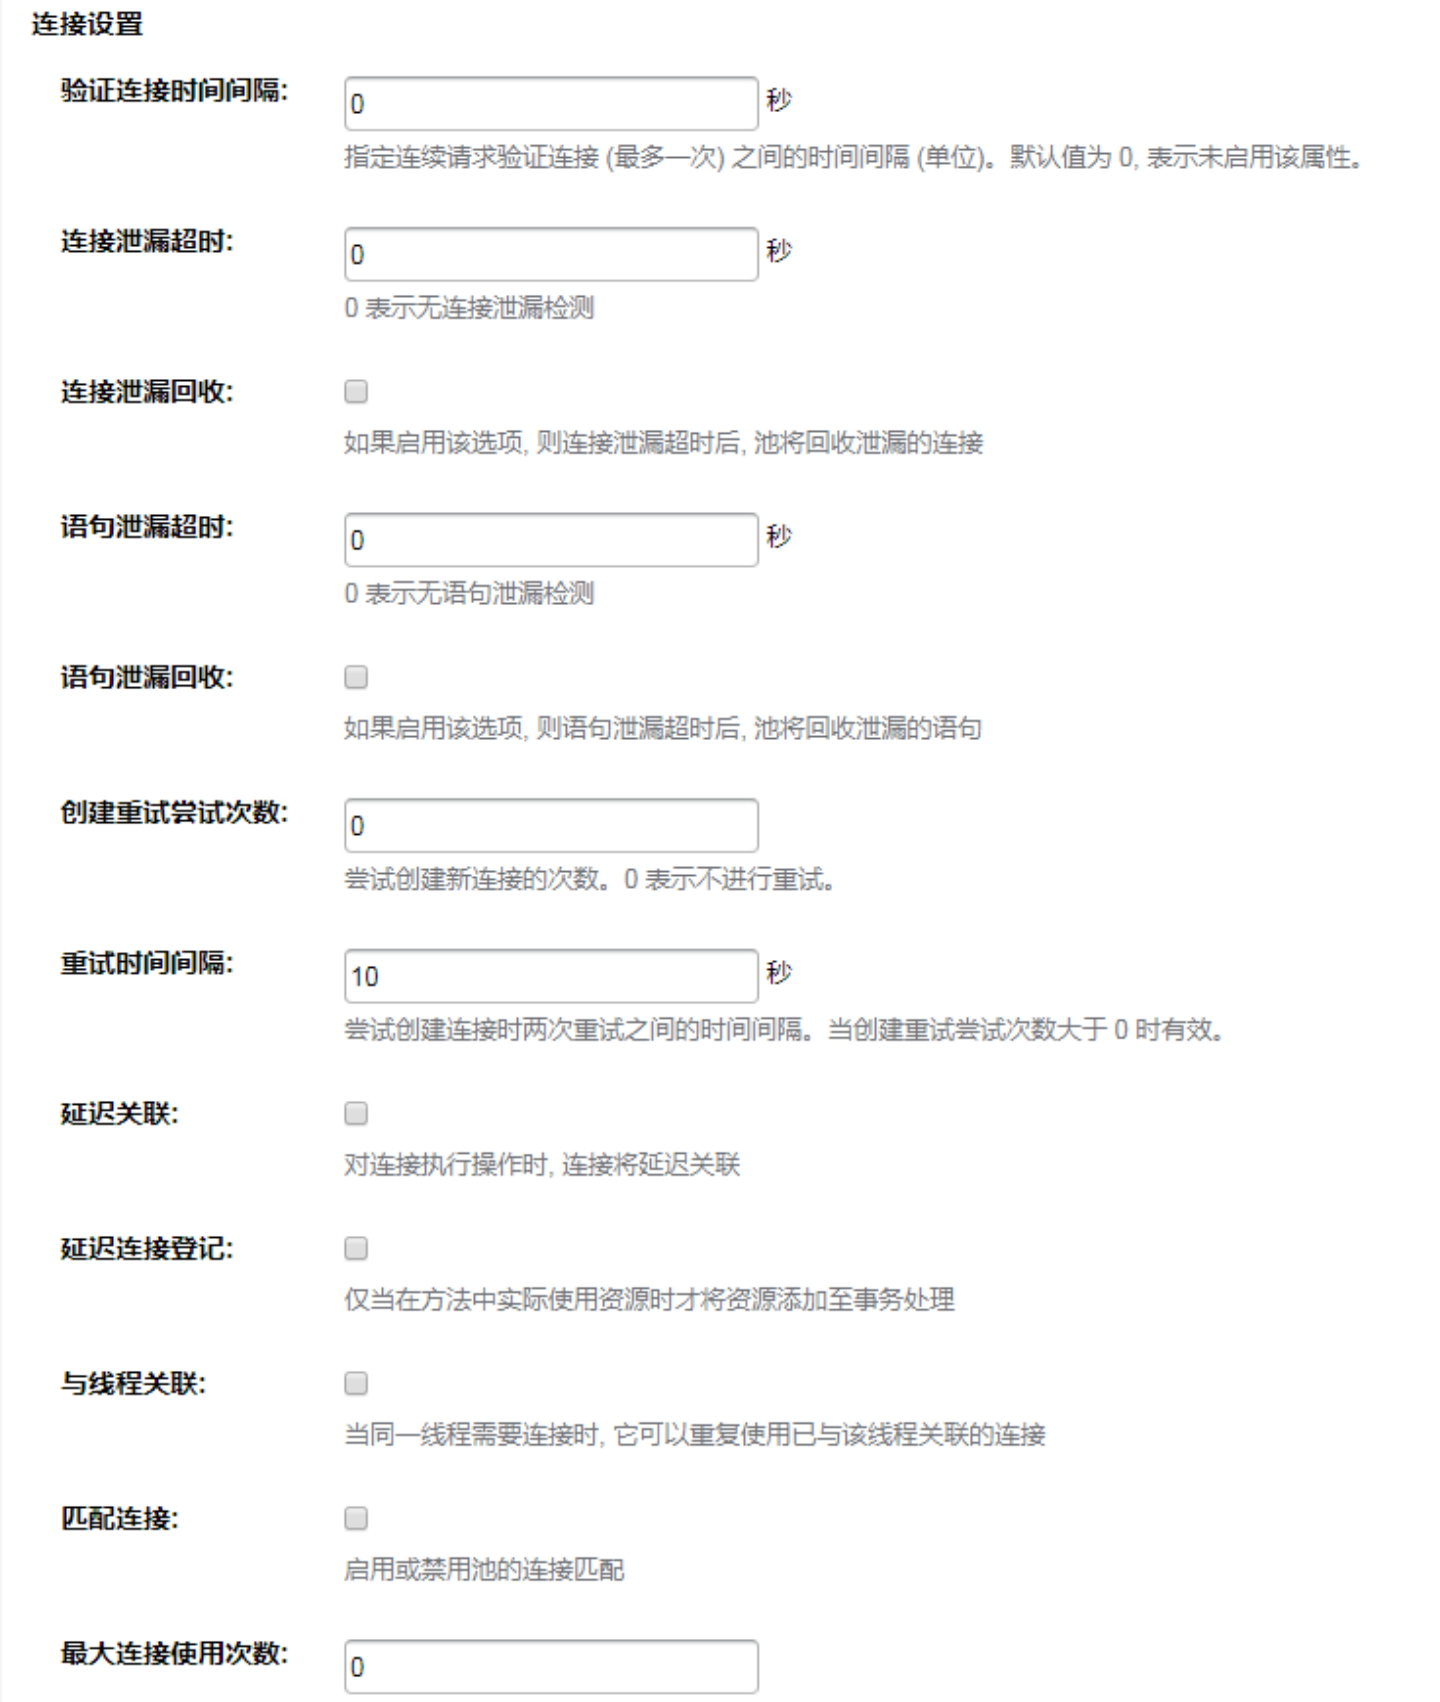 连接设置
验证连接时间间隔:
0 秒
指定连续请求验证连接 (最多一次) 之间的时间间隔 (单位)。默认值为 0, 表示未启用该属性。
连接泄漏超时:
0 秒
0 表示无连接泄漏检测
连接泄漏回收:
如果启用该选项, 则连接泄漏超时后, 池将回收泄漏的连接
语句泄漏超时:
0 秒
0 表示无语句泄漏检测
语句泄漏回收:
如果启用该选项, 则语句泄漏超时后, 池将回收泄漏的语句
创建重试尝试次数:
0
尝试创建新连接的次数。0 表示不进行重试。
重试时间间隔:
10 秒
尝试创建连接时两次重试之间的时间间隔。当创建重试尝试次数大于 0 时有效。
延迟关联:
对连接执行操作时, 连接将延迟关联
延迟连接登记:
仅当在方法中实际使用资源时才将资源添加至事务处理
与线程关联:
当同一线程需要连接时, 它可以重复使用已与该线程关联的连接
匹配连接:
启用或禁用池的连接匹配
最大连接使用次数:
0